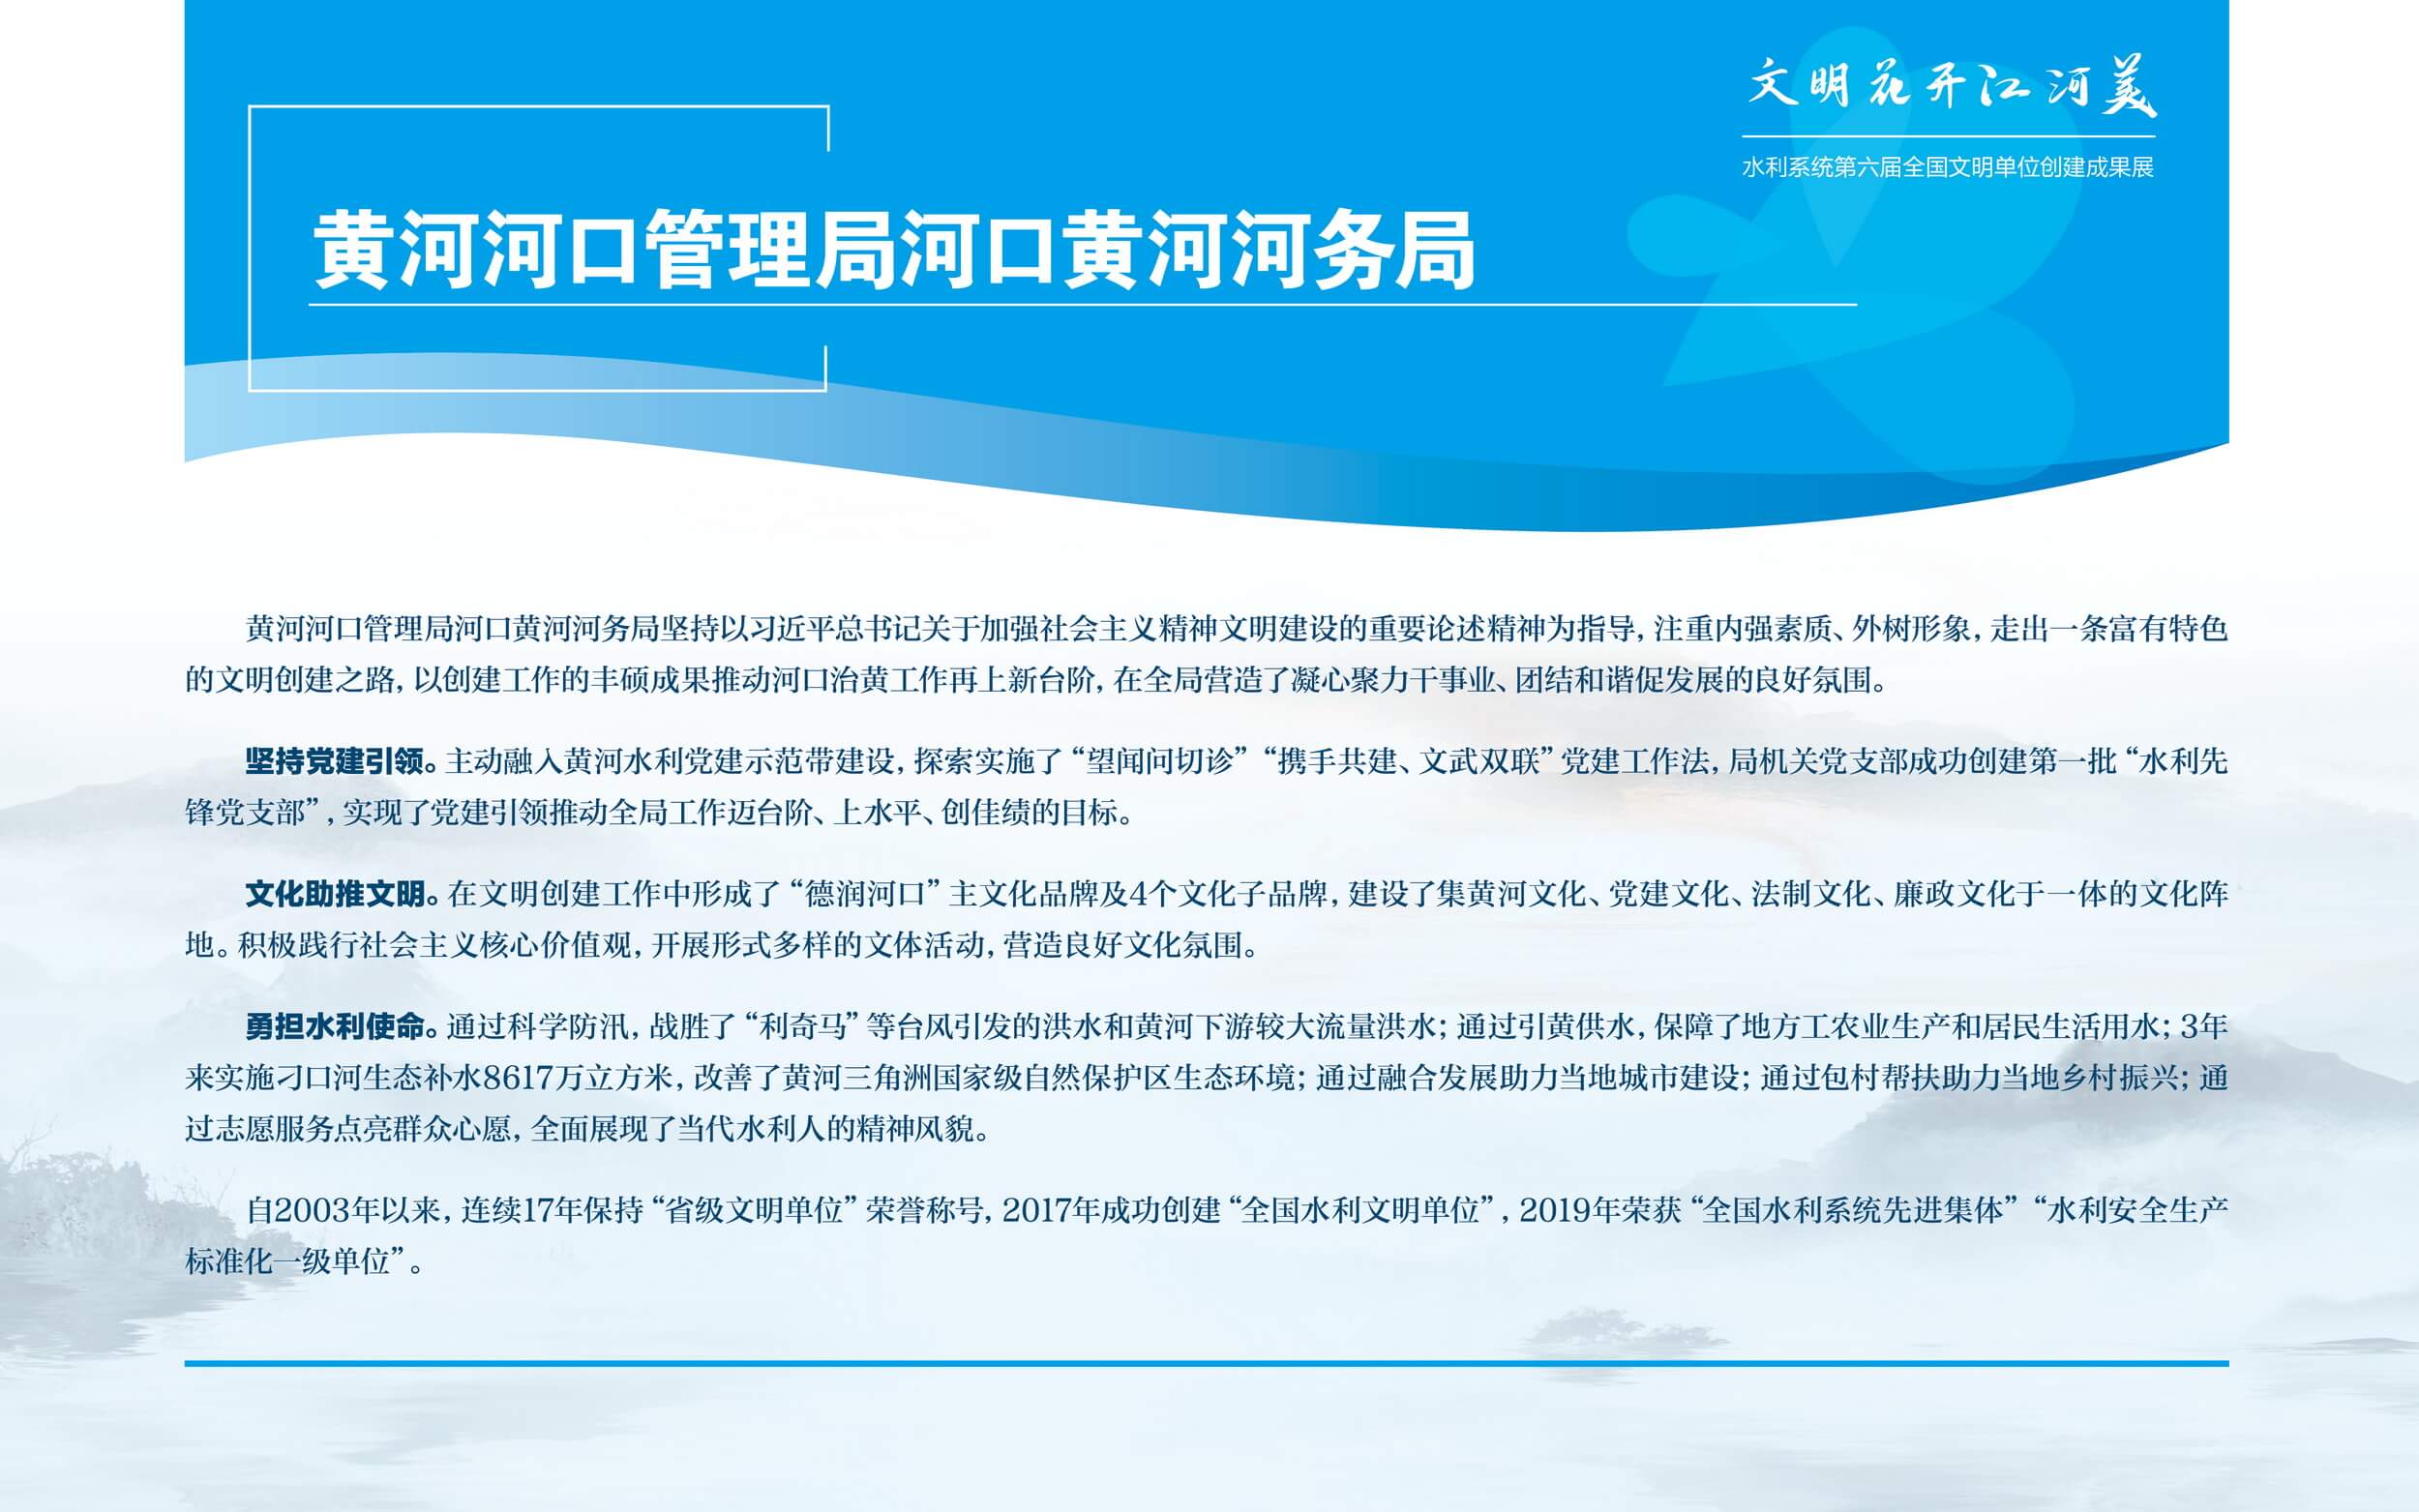 文明花开江河美
水利系统第六届全国文明单位创建成果展
黄河河口管理局河口黄河河务局
黄河河口管理局河口黄河河务局坚持以习近平总书记关于加强社会主义精神文明建设的重要论述精神为指导，注重内强素质、外树形象，走出一条富有特色
的文明创建之路，以创建工作的丰硕成果推动河口治黄工作再上新台阶，在全局营造了凝心聚力干事业、团结和谐促发展的良好氛围。
坚持党建引领。主动融入黄河水利党建示范带建设，探索实施了“望闻问切诊”“携手共建、文武双联”党建工作法，局机关党支部成功创建第一批“水利先
锋党支部”，实现了党建引领推动全局工作迈台阶、上水平、创佳绩的目标。
文化助推文明。在文明创建工作中形成了“德润河口”主文化品牌及4个文化子品牌，建设了集黄河文化、党建文化、法制文化、廉政文化于一体的文化阵
地。积极践行社会主义核心价值观，开展形式多样的文体活动，营造良好文化氛围。
勇担水利使命。通过科学防汛，战胜了“利奇马”等台风引发的洪水和黄河下游较大流量洪水；通过引黄供水，保障了地方工农业生产和居民生活用水；3年
来实施刁口河生态补水8617万立方米，改善了黄河三角洲国家级自然保护区生态环境；通过融合发展助力当地城市建设；通过包村帮扶助力当地乡村振兴；通
过志愿服务点亮群众心愿，全面展现了当代水利人的精神风貌。
自2003年以来，连续17年保持“省级文明单位”荣誉称号，2017年成功创建“全国水利文明单位”，2019年荣获“全国水利系统先进集体”“水利安全生产
标准化一级单位”。